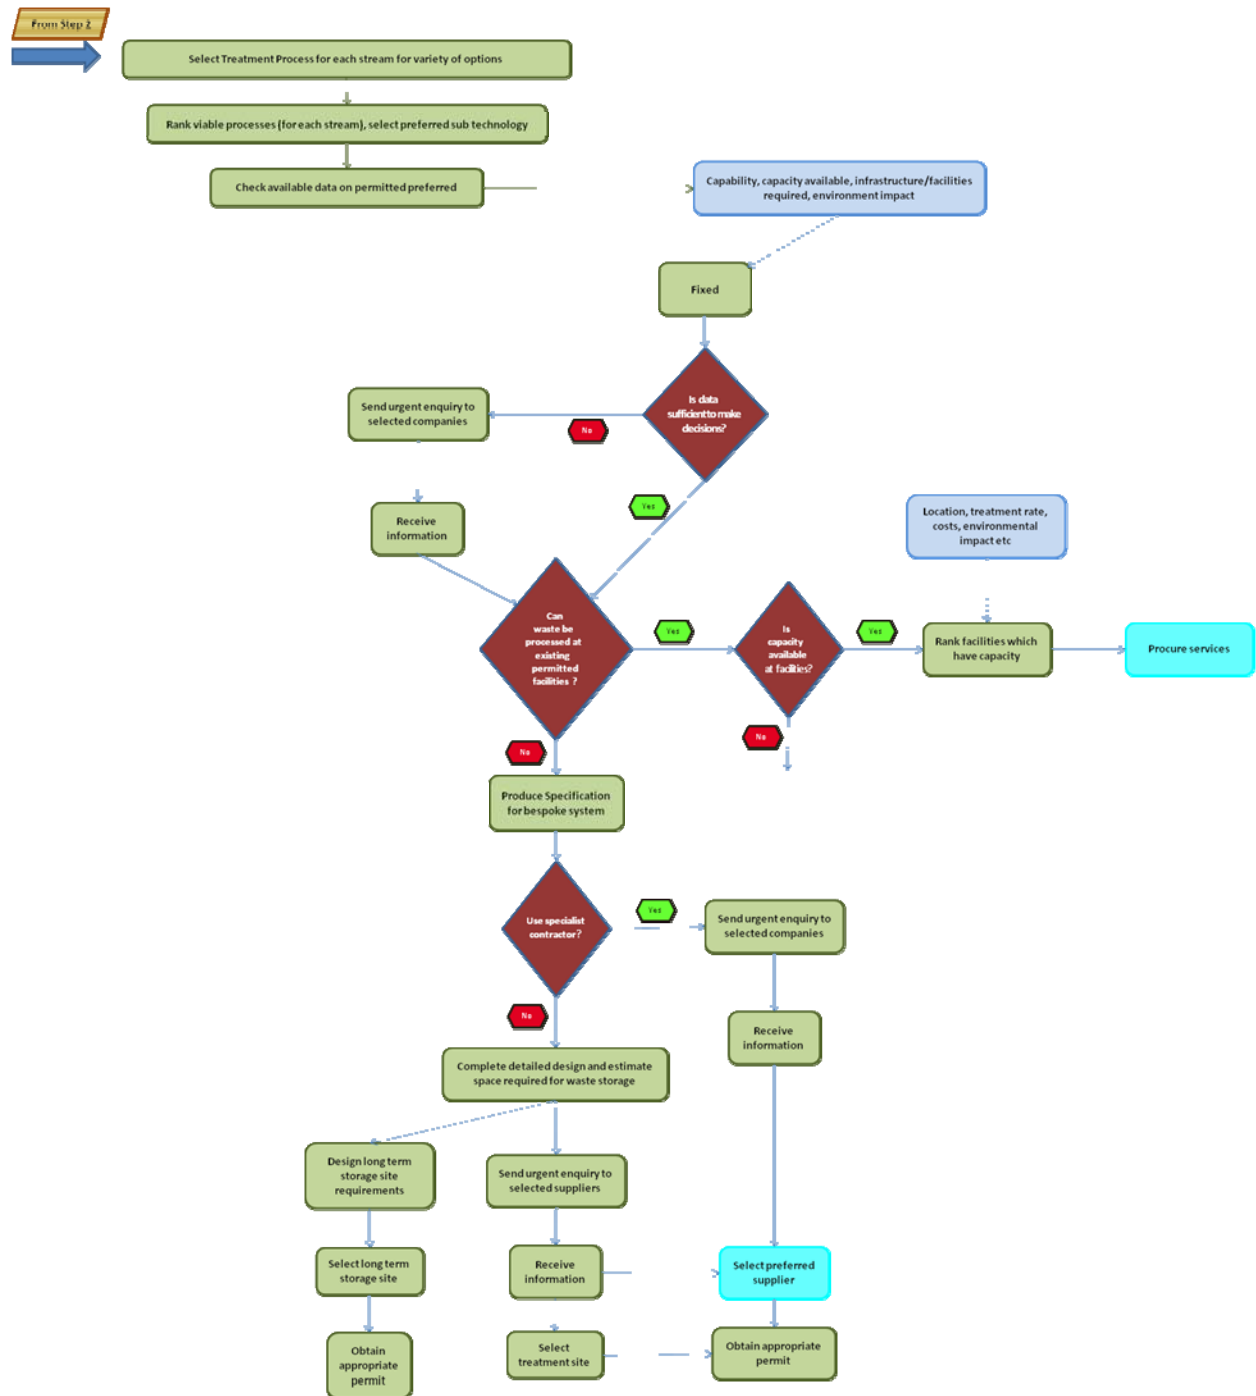 From Step 2
Select Treatment Process for each stream for variety of options
Rank viable processes (for each stream), select preferred sub technology
Check available data on permitted preferred
Capability, capacity available, infrastructure/facilities
required, environment impact
Fixed
Is data
sufficient to make
decisions?
No
Send urgent enquiry to
selected companies
Yes
Receive
information
Location, treatment rate,
costs, environmental
impact etc
Can
waste be
processed at
existing
permitted
facilities ?
Yes
Is
capacity
available
at facilties?
Yes
Rank facilities which
have capacity
Procure services
No
No
Produce Specification
for bespoke system
Use specialist
contractor?
Yes
Send urgent enquiry to
selected companies
No
Receive
information
Complete detailed design and estimate
space required for waste storage
Design long term
storage site
requirements
Send urgent enquiry to
selected suppliers
Select long term
storage site
Receive
information
Select preferred
supplier
Obtain
appropriate
permit
Select
treatment site
Obtain appropriate
permit